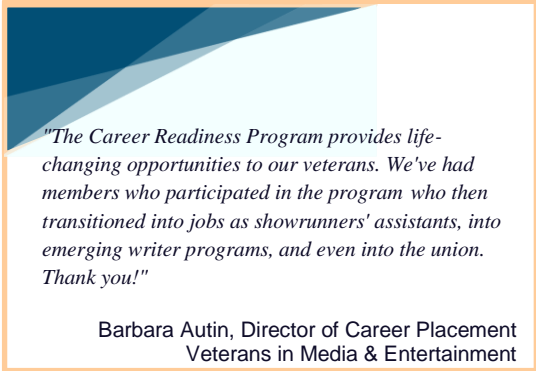 "The Career Readiness Program provides life-
changing opportunities to our veterans. We've had
members who participated in the program who then
transitioned into jobs as showrunners' assistants, into
emerging writer programs, and even into the union.
Thank you!"
Barbara Autin, Director of Career Placement
Veterans in Media & Entertainment